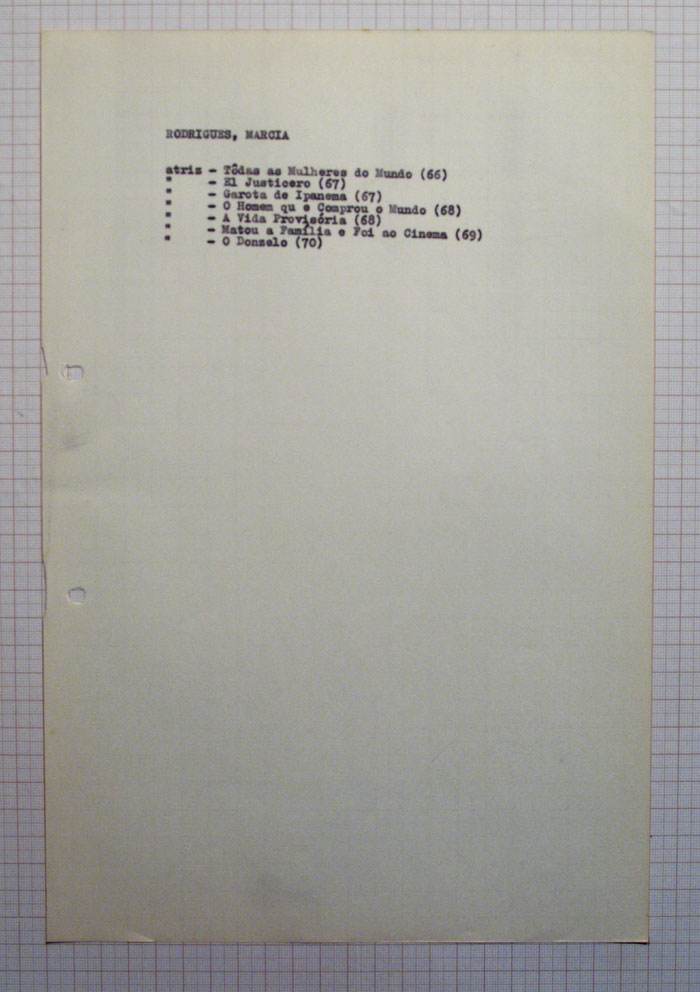 RODRIGUES, MARCIA
atriz - Tôdas as Mulheres do Mundo (66)
" - El Justicero (67)
" - Garota de Ipanema (67)
" - O Homem qu e Comprou o Mundo (68)
" - A Vida Provisória (68)
" - Matou a Família e Foi ao Cinema (69)
" - O Donzelo (70)